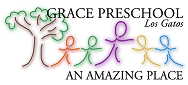 GRACE PRESCHOOL
Los Gatos
AN AMAZING PLACE